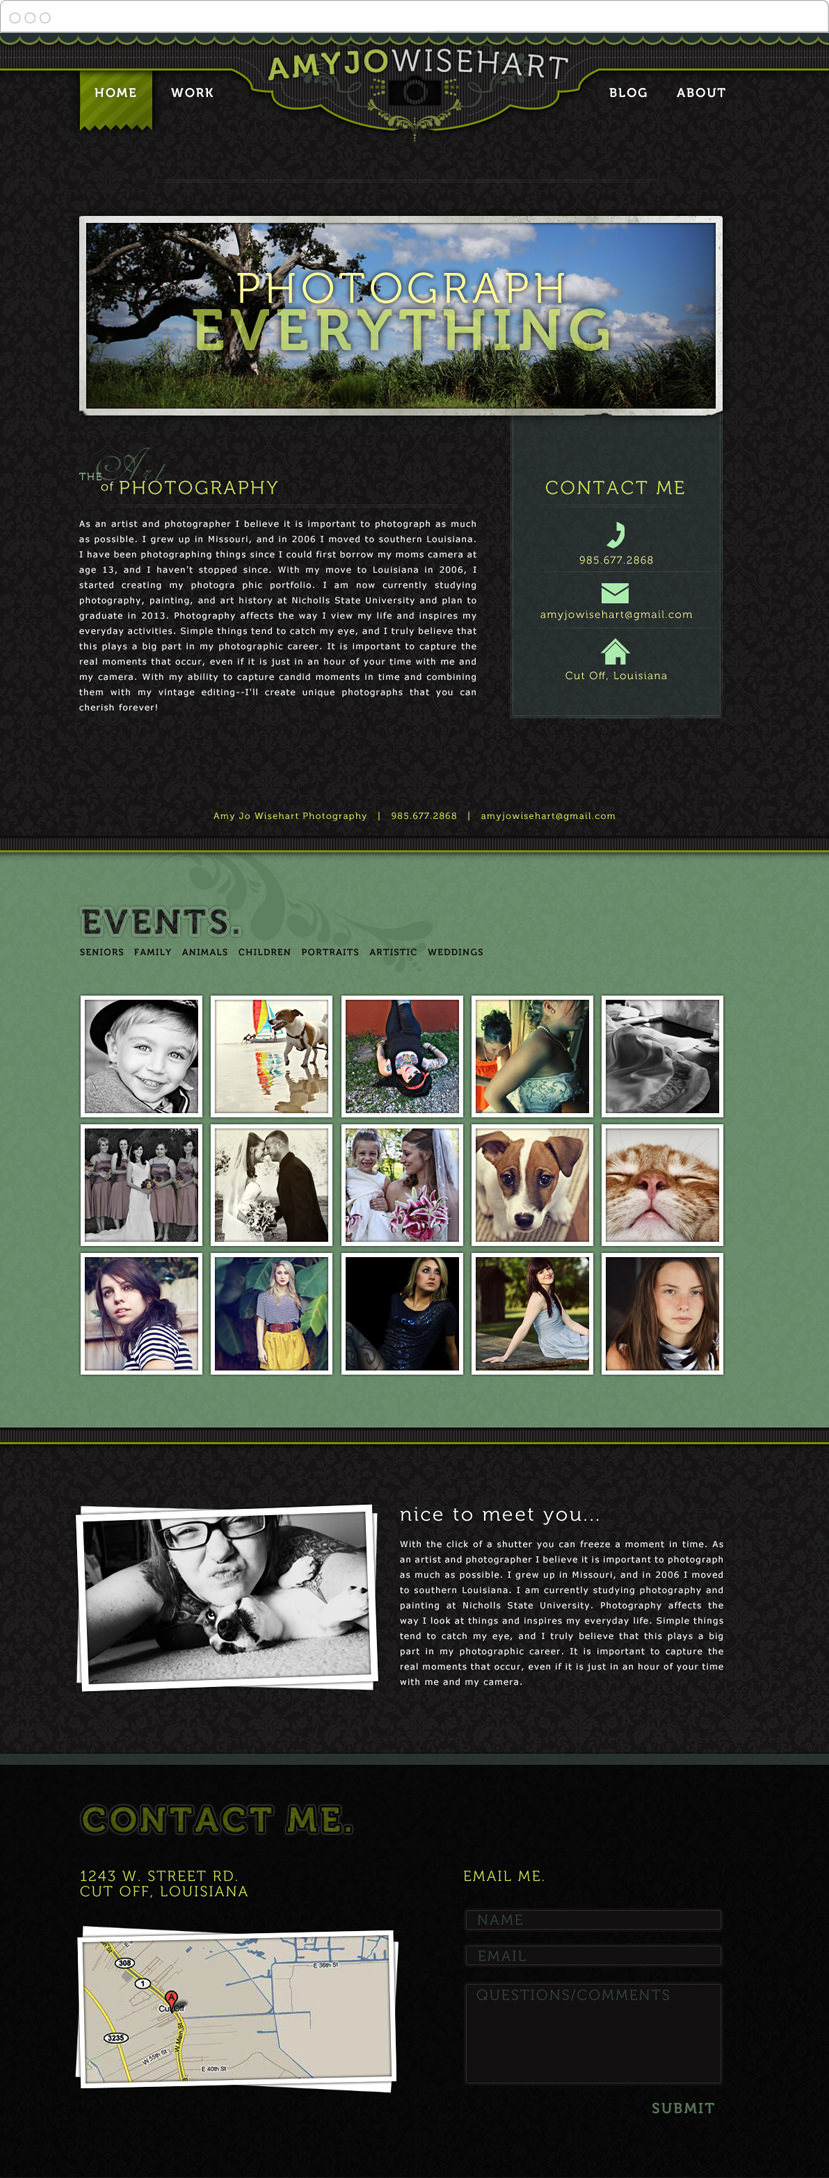 AMYJOWISEHART
HOME WORK BLOG ABOUT
PHOTOGRAPH
EVERYTHING
THE Art
of PHOTOGRAPHY
As an artist and photographer I believe it is important to photograph as much
as possible. I grew up in Missouri, and in 2006 I moved to southern Louisiana.
I have been photographing things since I could first borrow my moms camera at
age 13, and I haven't stopped since. With my move to Louisiana in 2006, I
started creating my photogra phic portfolio. I am now currently studying
photography, painting, and art history at Nicholls State University and plan to
graduate in 2013. Photography affects the way I view my life and inspires my
everyday activities. Simple things tend to catch my eye, and I truly believe that
this plays a big part in my photographic career. It is important to capture the
real moments that occur, even if it is just in an hour of your time with me and
my camera. With my ability to capture candid moments in time and combining
them with my vintage editing--I'll create unique photographs that you can
cherish forever!
CONTACT ME
985.677.2868
amyjowisehart@gmail.com
Cut Off, Louisiana
Amy Jo Wisehart Photography | 985.677.2868 | amyjowisehart@gmail.com
EVENTS.
SENIORS FAMILY ANIMALS CHILDREN PORTRAITS ARTISTIC WEDDINGS
nice to meet you...
With the click of a shutter you can freeze a moment in time. As
an artist and photographer I believe it is important to photograph
as much as possible. I grew up in Missouri, and in 2006 I moved
to southern Louisiana. I am currently studying photography and
painting at Nicholls State University. Photography affects the
way I look at things and inspires my everyday life. Simple things
tend to catch my eye, and I truly believe that this plays a big
part in my photographic career. It is important to capture the
real moments that occur, even if it is just in an hour of your time
with me and my camera.
CONTACT ME.
1243 W. STREET RD.
CUT OFF, LOUISIANA
308
1
A
Cut Off
3235
W Main St
W 55th St
E 40th St
E 36th St
EMAIL ME.
NAME
EMAIL
QUESTIONS/COMMENTS
SUBMIT